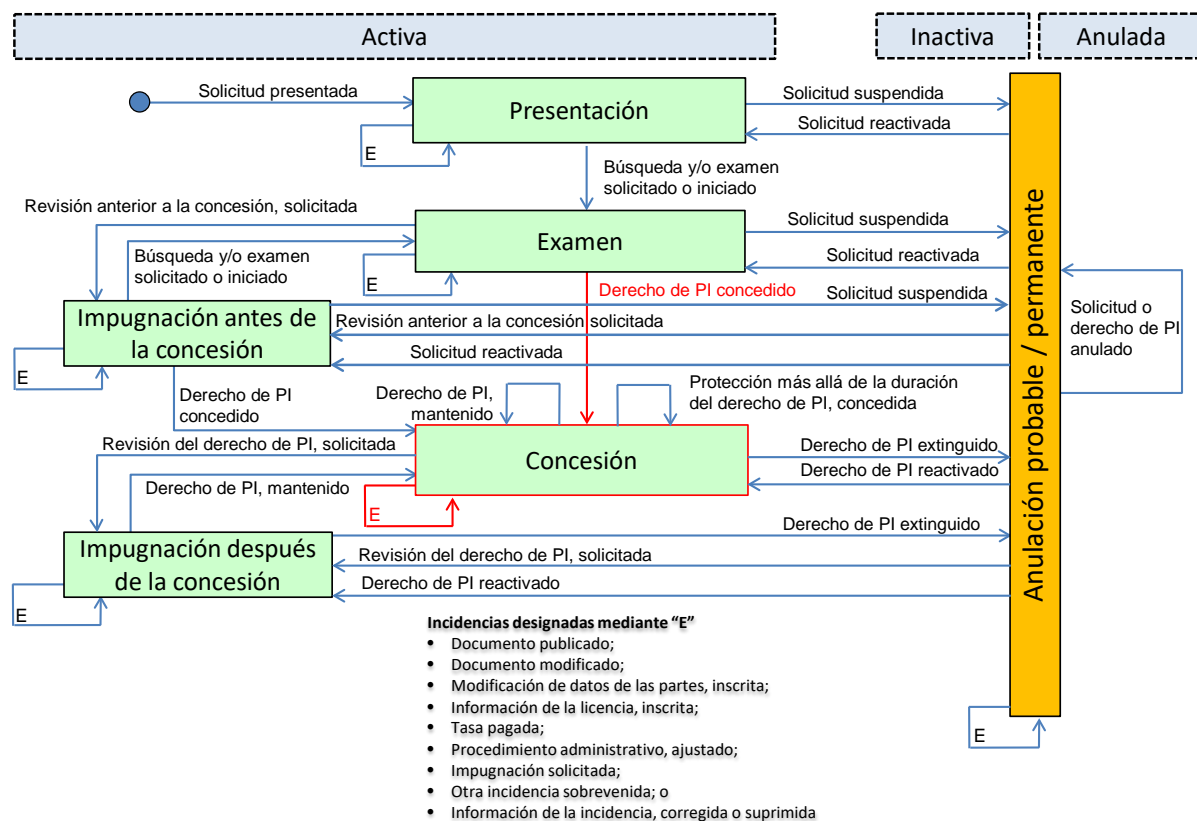 Activa
Inactiva
Anulada
Solicitud presentada
Presentación
Solicitud suspendida
Solicitud reactivada
E
Búsqueda y/o examen
solicitado o iniciado
Revisión anterior a la concesión, solicitada
Examen
Solicitud suspendida
Búsqueda y/o examen
solicitado o iniciado
Solicitud reactivada
E
Derecho de PI concedido
Solicitud suspendida
Impugnación antes de
la concesión
Revisión anterior a la concesión solicitada
Solicitud reactivada
E
Solicitud o
derecho de PI
anulado
Anulación probable / permanente
Derecho de PI
concedido
Derecho de PI,
mantenido
Protección más allá de la duración
del derecho de PI, concedida
Revisión del derecho de PI, solicitada
Concesión
Derecho de PI extinguido
Derecho de PI reactivado
Derecho de PI, mantenido
E
Derecho de PI extinguido
Impugnación después
de la concesión
Revisión del derecho de PI, solicitada
Derecho de PI reactivado
E
Incidencias designadas mediante “E”
• Documento publicado;
• Documento modificado;
• Modificación de datos de las partes, inscrita;
• Información de la licencia, inscrita;
• Tasa pagada;
• Procedimiento administrativo, ajustado;
• Impugnación solicitada;
• Otra incidencia sobrevenida; o
• Información de la incidencia, corregida o suprimida
E